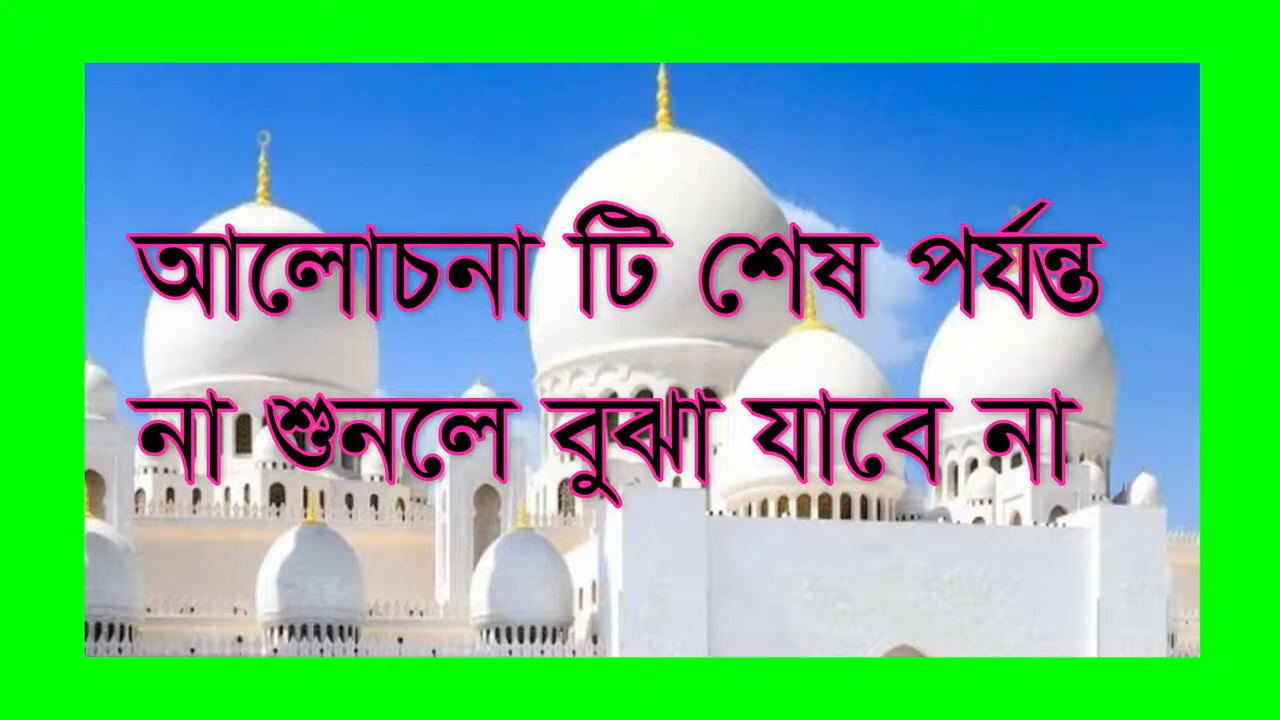 আলোচনা টি শেষ পর্যন্ত
না শুনলে বুঝা যাবে না